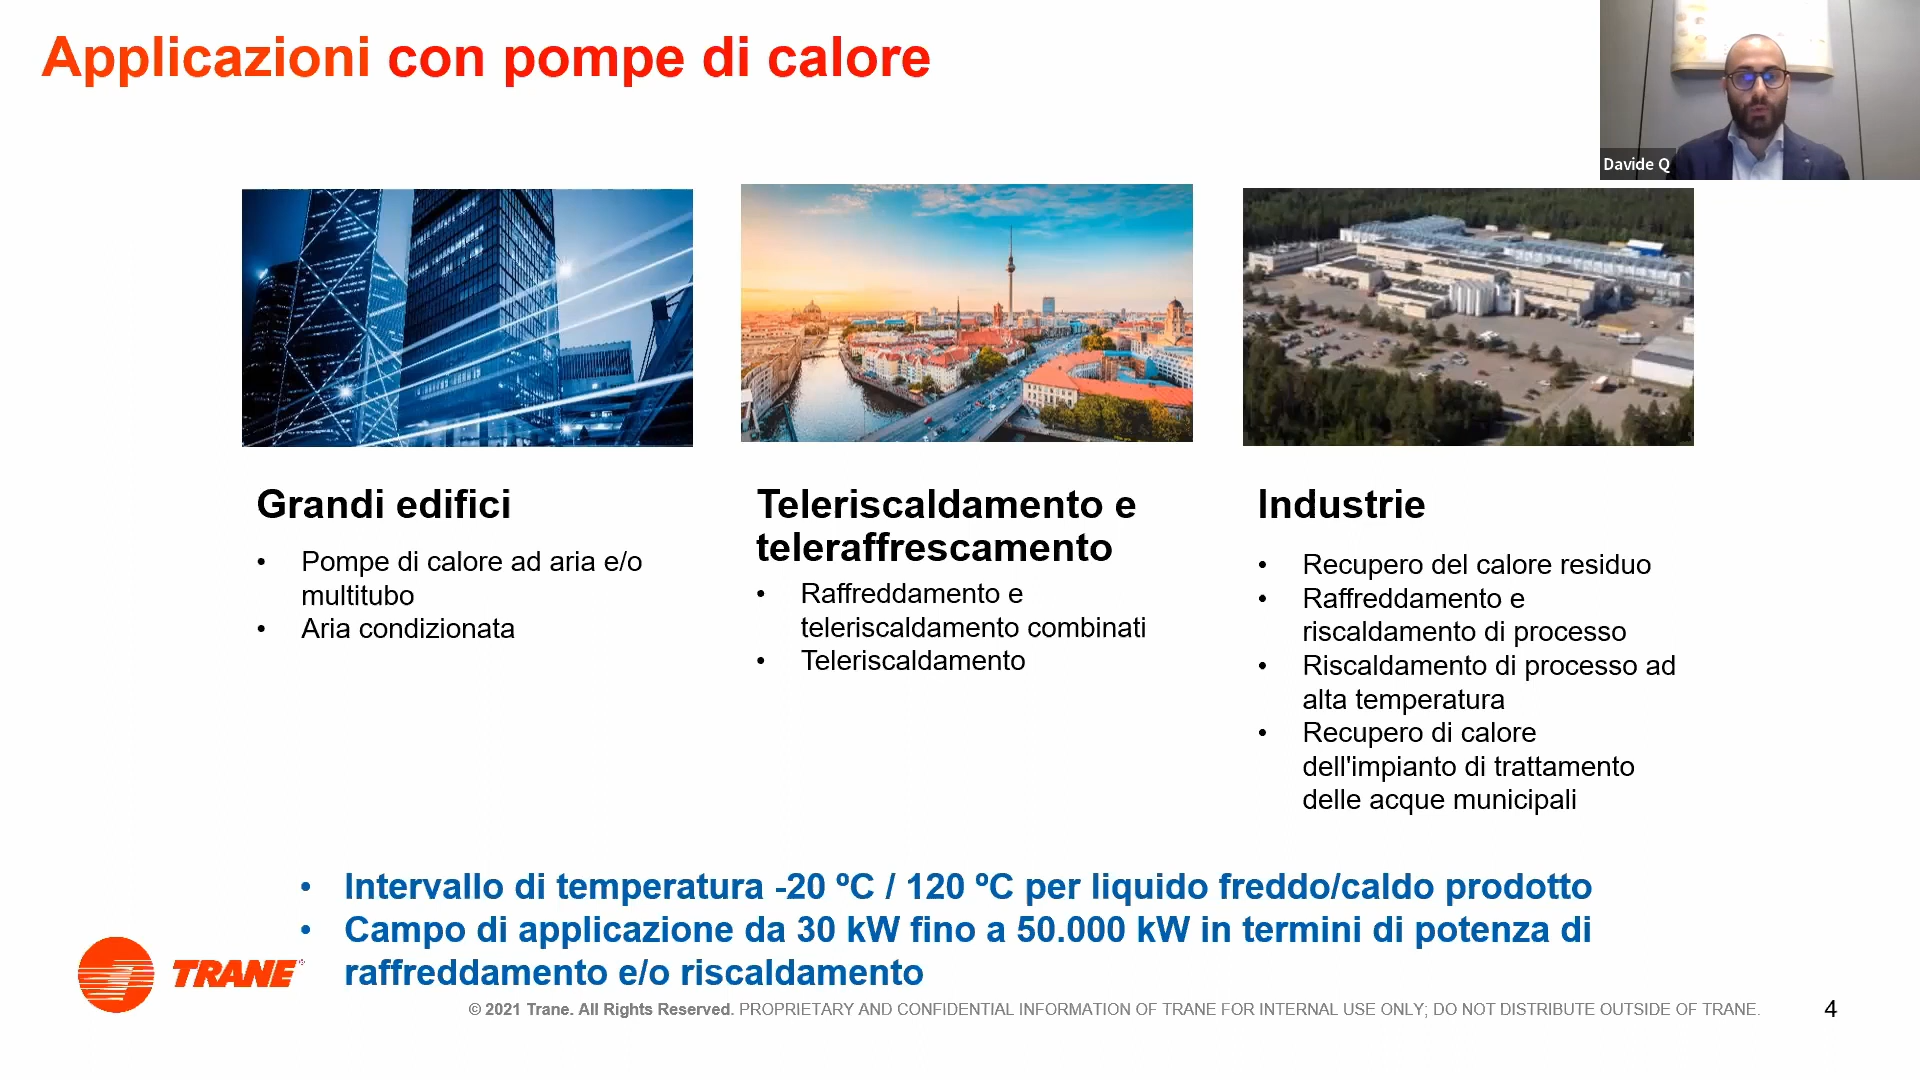 Applicazioni con pompe di calore
Davide Q
Grandi edifici
• Pompe di calore ad aria e/o
multitubo
• Aria condizionata
Teleriscaldamento e
teleraffrescamento
• Raffreddamento e
teleriscaldamento combinati
• Teleriscaldamento
Industrie
• Recupero del calore residuo
• Raffreddamento e
riscaldamento di processo
• Riscaldamento di processo ad
alta temperatura
• Recupero di calore
dell'impianto di trattamento
delle acque municipali
• Intervallo di temperatura -20 ºC / 120 ºC per liquido freddo/caldo prodotto
• Campo di applicazione da 30 kW fino a 50.000 kW in termini di potenza di
raffreddamento e/o riscaldamento
TRANE
© 2021 Trane. All Rights Reserved. PROPRIETARY AND CONFIDENTIAL INFORMATION OF TRANE FOR INTERNAL USE ONLY; DO NOT DISTRIBUTE OUTSIDE OF TRANE.
4